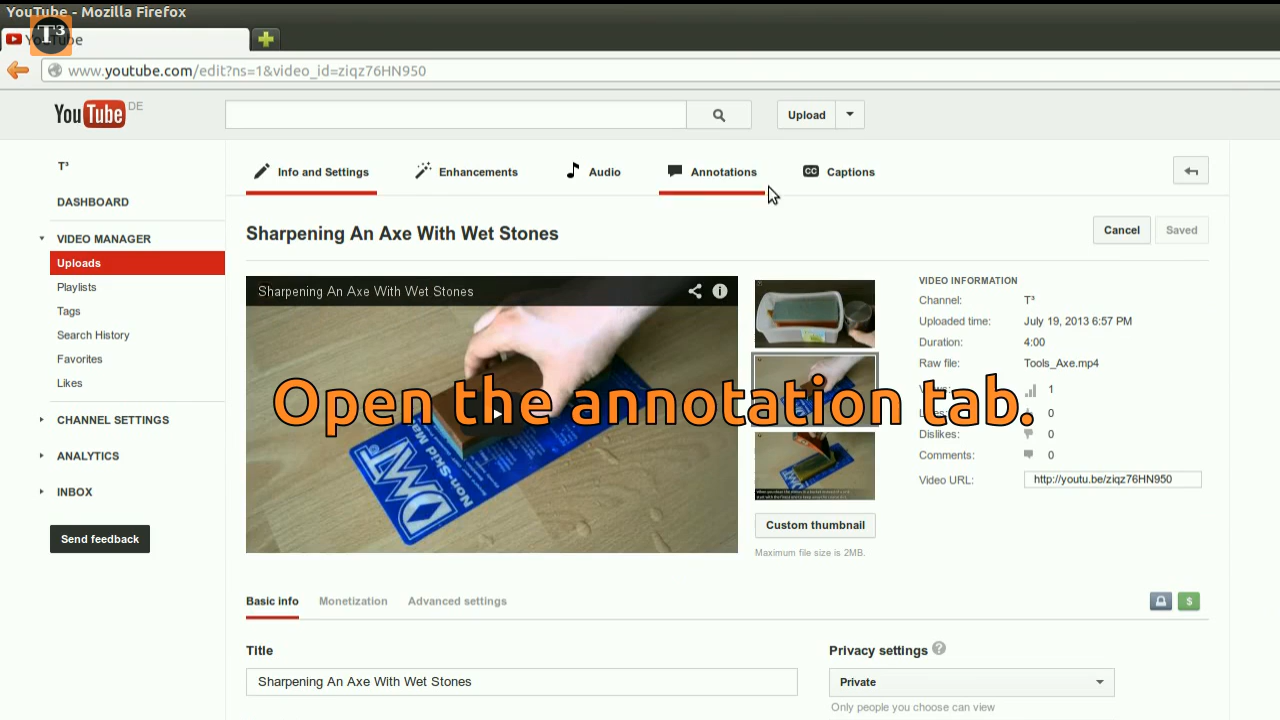 YouTube - Mozilla Firefox
T³
YouTube
www.youtube.com/edit?ns=1&video_id=ziqz76HN950
YouTube DE
Upload
T³
Info and Settings
Enhancements
Audio
Annotations
CC Captions
DASHBOARD
VIDEO MANAGER
Uploads
Playlists
Tags
Search History
Favorites
Likes
CHANNEL SETTINGS
ANALYTICS
INBOX
Send feedback
Sharpening An Axe With Wet Stones
Cancel
Saved
Sharpening An Axe With Wet Stones
DMT
Non-Skid Ma
Open the annotation tab.
Custom thumbnail
Maximum file size is 2MB.
VIDEO INFORMATION
Channel: T³
Uploaded time: July 19, 2013 6:57 PM
Duration: 4:00
Raw file: Tools_Axe.mp4
Views: 1
Likes: 0
Dislikes: 0
Comments: 0
Video URL: http://youtu.be/ziqz76HN950
Basic info
Monetization
Advanced settings
$
Title
Sharpening An Axe With Wet Stones
Privacy settings ?
Private
Only people you choose can view